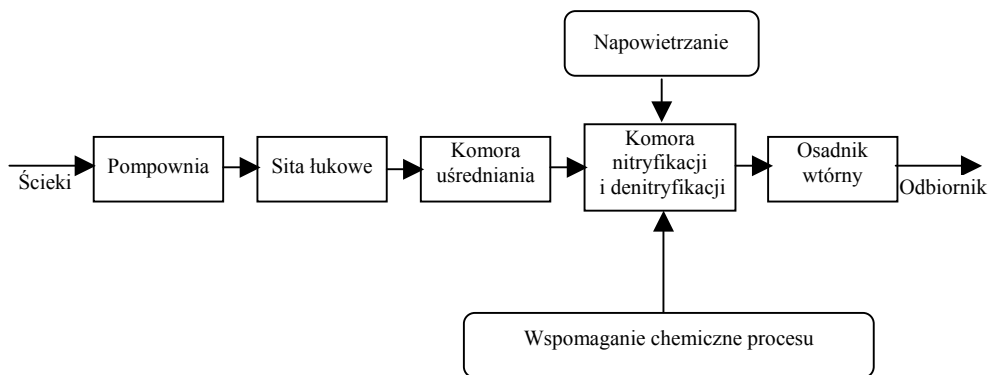 Napowietrzanie
Ścieki
Pompownia
Sita łukowe
Komora
uśredniania
Komora
nitryfikacji
i denitryfikacji
Osadnik
wtórny
Odbiornik
Wspomaganie chemiczne procesu